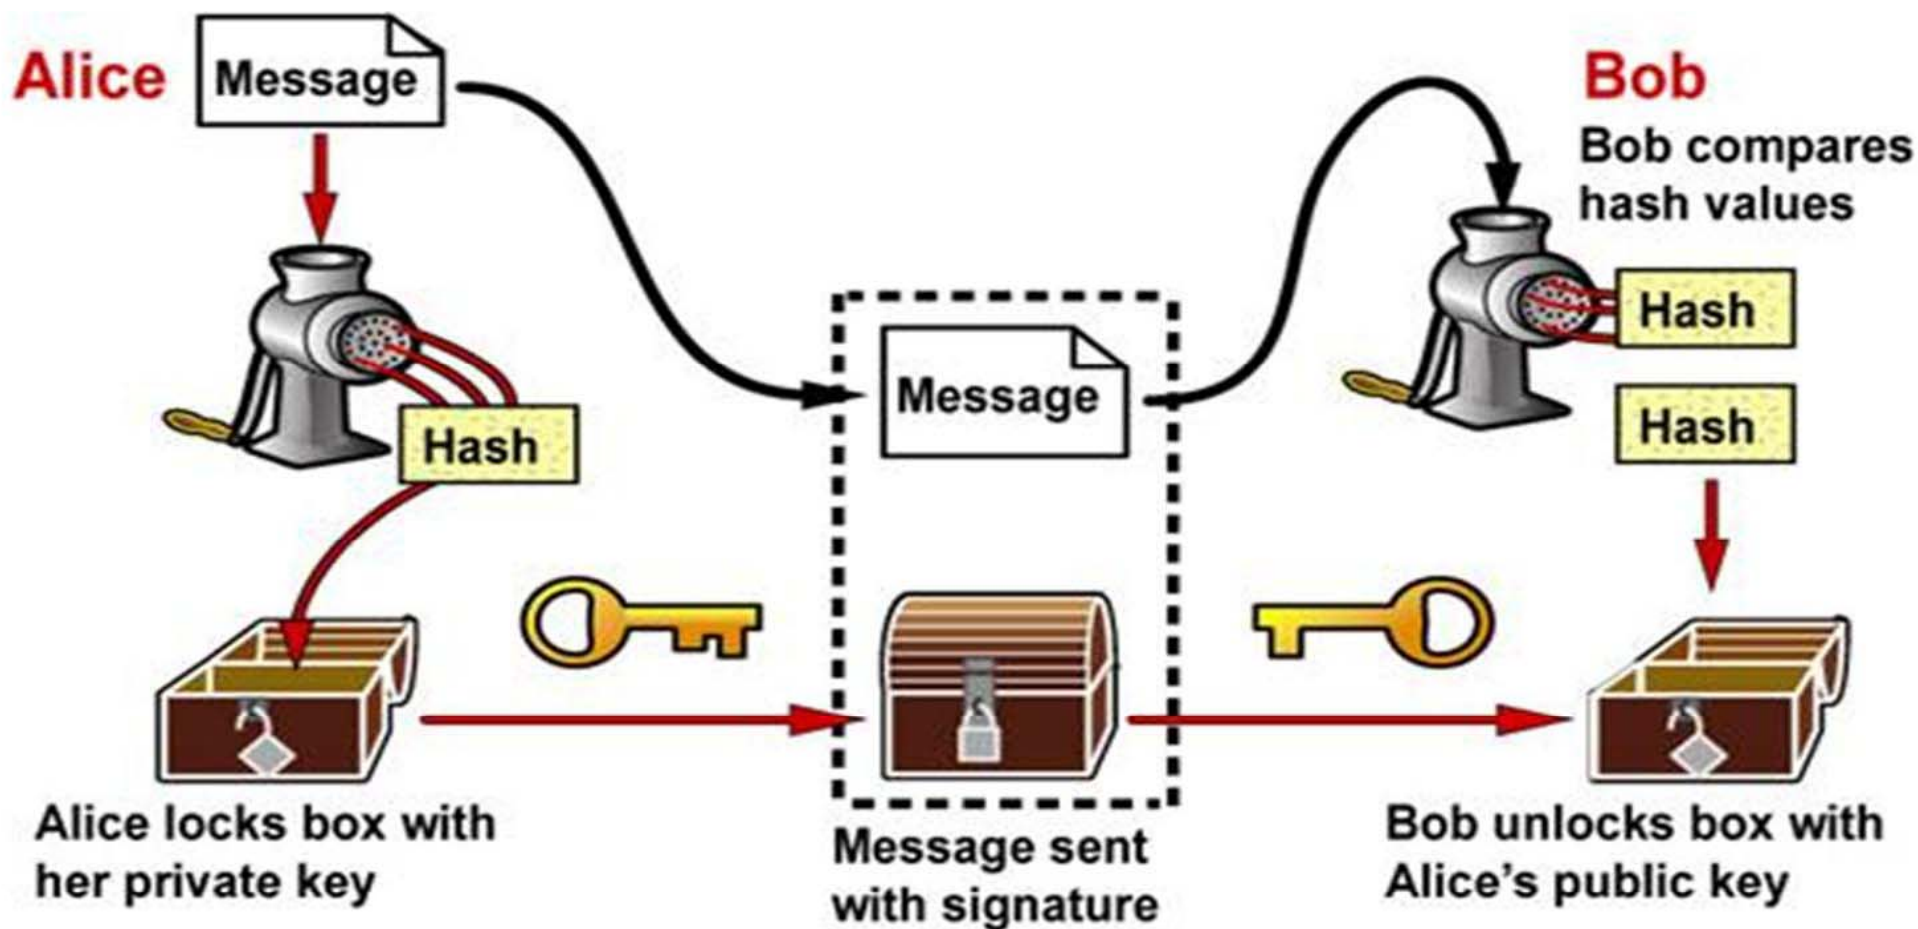 Alice
Message
Bob
Bob compares
hash values
Hash
Message
Hash
Hash
Alice locks box with
her private key
Message sent
with signature
Bob unlocks box with
Alice's public key